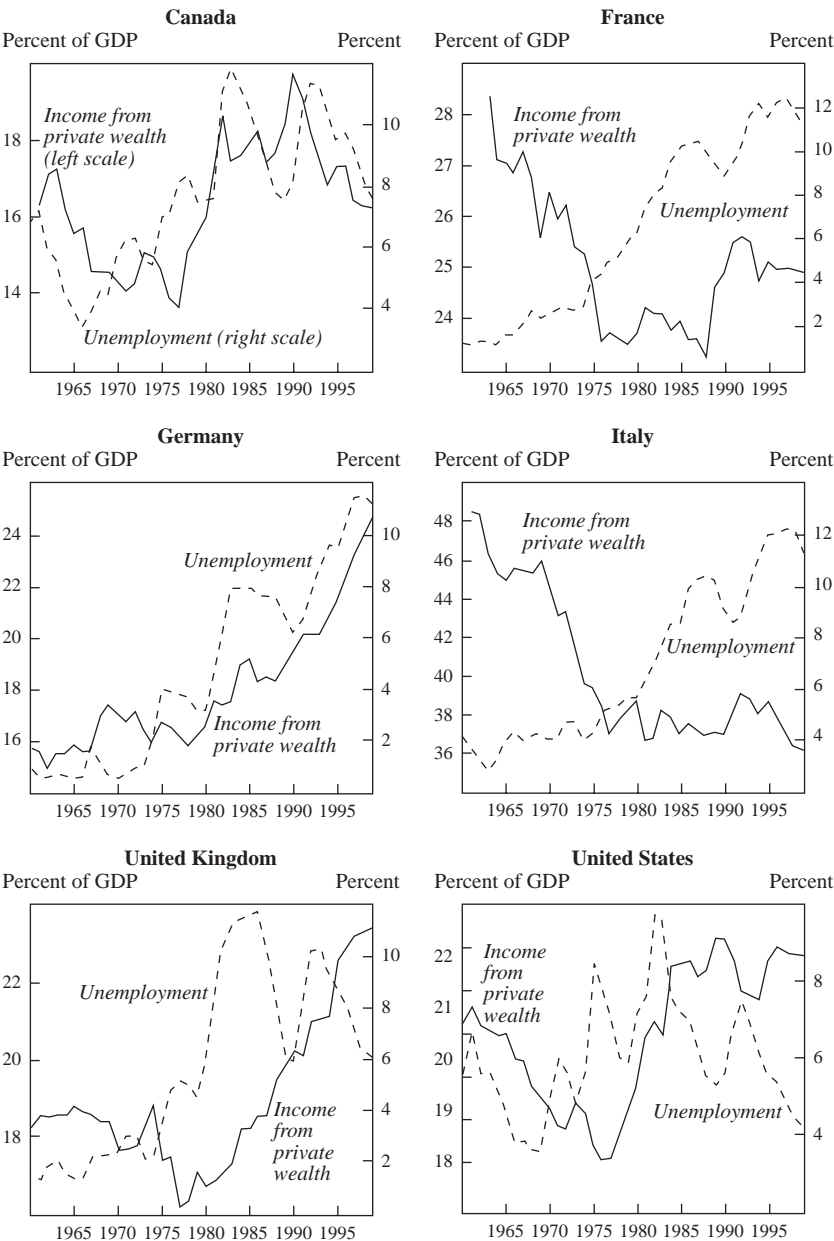 Canada
Percent of GDP Percent
Income from
private wealth
(left scale)
Unemployment (right scale)
18
16
14
10
8
6
4
1965 1970 1975 1980 1985 1990 1995
France
Percent of GDP Percent
Income from
private wealth
Unemployment
28
27
26
25
24
12
10
8
6
4
2
1965 1970 1975 1980 1985 1990 1995
Germany
Percent of GDP Percent
Unemployment
Income from
private wealth
24
22
20
18
16
10
8
6
4
2
1965 1970 1975 1980 1985 1990 1995
Italy
Percent of GDP Percent
Income from
private wealth
Unemployment
48
46
44
42
40
38
36
12
10
8
6
4
1965 1970 1975 1980 1985 1990 1995
United Kingdom
Percent of GDP Percent
Unemployment
Income
from
private
wealth
22
20
18
10
8
6
4
2
1965 1970 1975 1980 1985 1990 1995
United States
Percent of GDP Percent
Income
from
private
wealth
Unemployment
22
21
20
19
18
8
6
4
1965 1970 1975 1980 1985 1990 1995